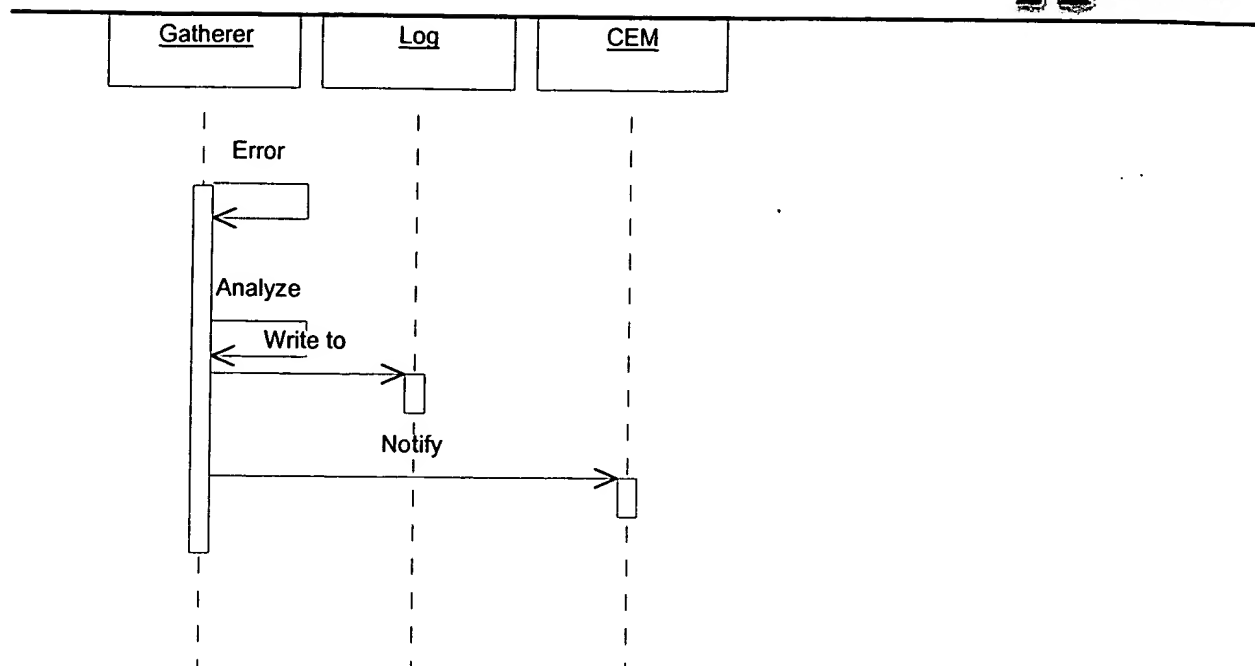 Gatherer
Log
CEM
Error
Analyze
Write to
Notify